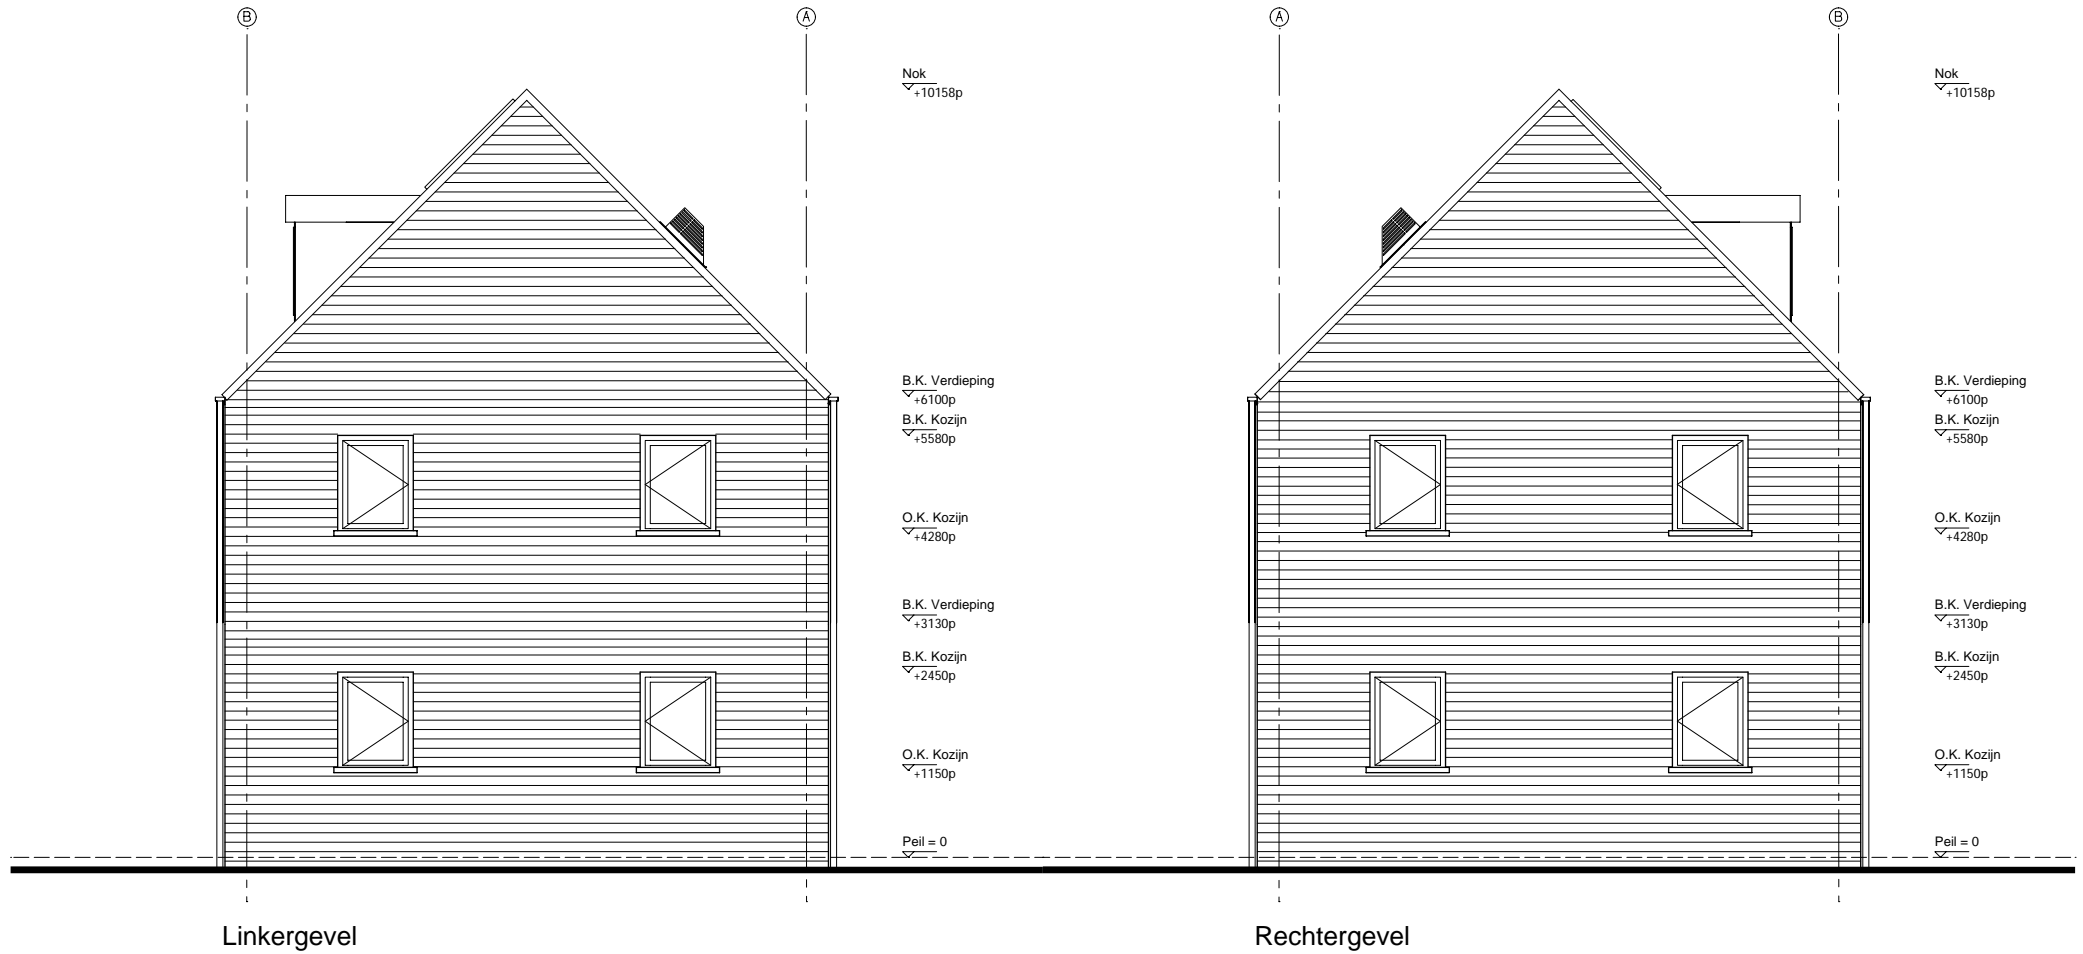 B
A
Nok
+10158p
B.K. Verdieping
+6100p
B.K. Kozijn
+5580p
O.K. Kozijn
+4280p
B.K. Verdieping
+3130p
B.K. Kozijn
+2450p
O.K. Kozijn
+1150p
Peil = 0
Linkergevel
A
B
Nok
+10158p
B.K. Verdieping
+6100p
B.K. Kozijn
+5580p
O.K. Kozijn
+4280p
B.K. Verdieping
+3130p
B.K. Kozijn
+2450p
O.K. Kozijn
+1150p
Peil = 0
Rechtergevel